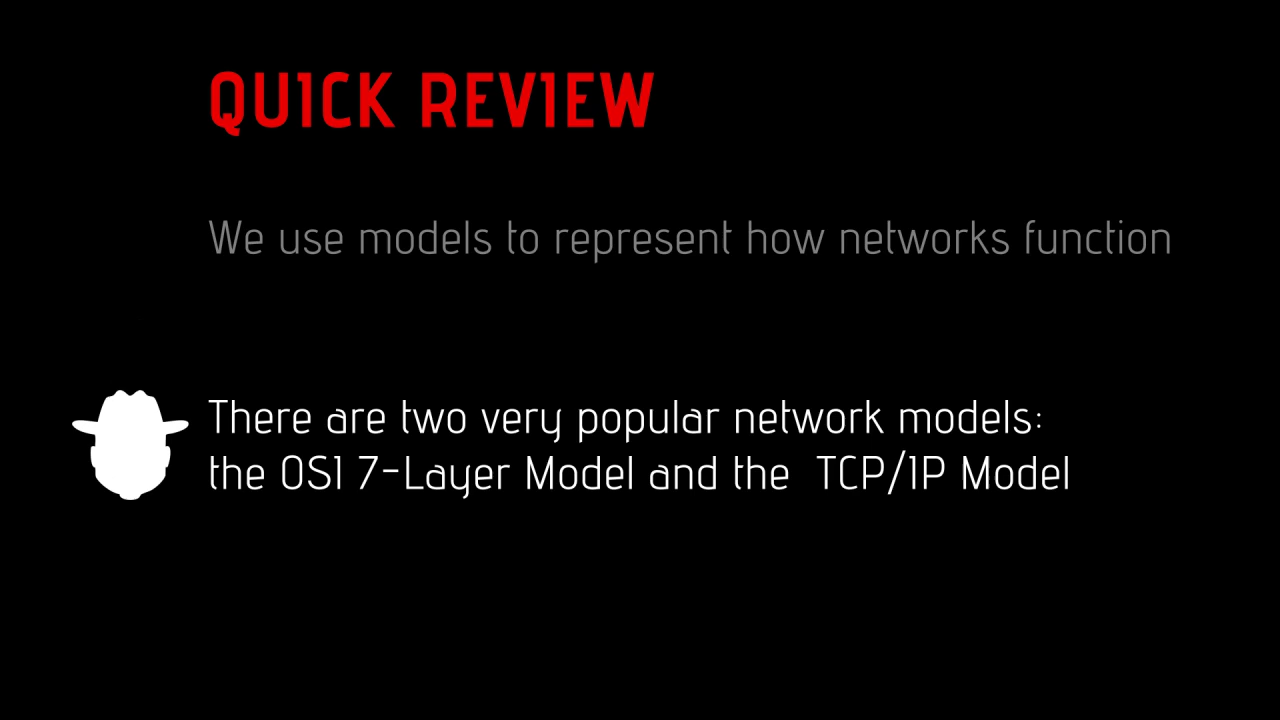 QUICK REVIEW
We use models to represent how networks function
There are two very popular network models:
the OSI 7-Layer Model and the  TCP/IP Model